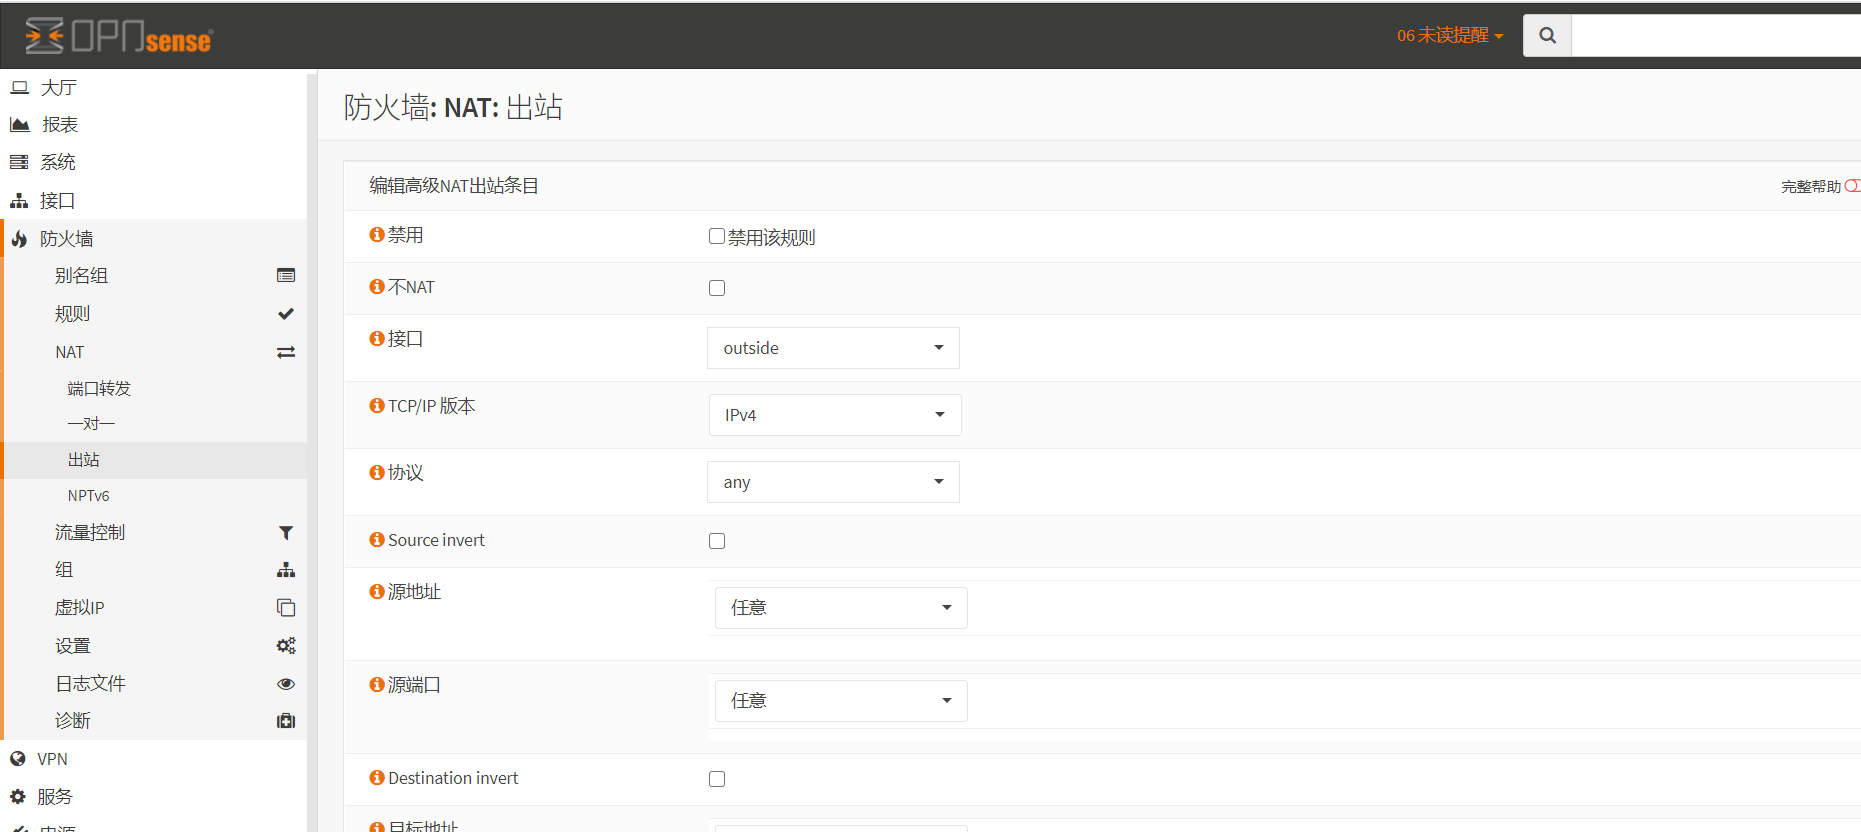 OPNsense
06 未读提醒
大厅
报表
系统
接口
防火墙
别名组
规则
NAT
端口转发
一对一
出站
NPTv6
流量控制
组
虚拟IP
设置
日志文件
诊断
VPN
服务
电源
防火墙: NAT: 出站
编辑高级NAT出站条目
完整帮助
禁用
禁用该规则
不NAT
接口
outside
TCP/IP 版本
IPv4
协议
any
Source invert
源地址
任意
源端口
任意
Destination invert
目标地址